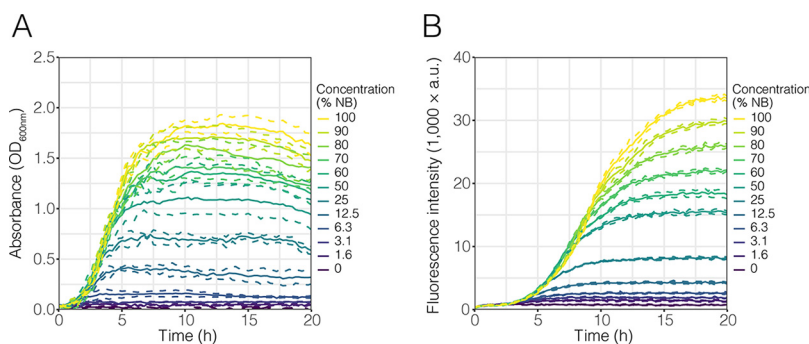 A
Absorbance (OD600nm)
2.5
2.0
1.5
1.0
0.5
0.0
0 5 10 15 20
Time (h)
Concentration
(% NB)
100
90
80
70
60
50
25
12.5
6.3
3.1
1.6
0
B
Fluorescence intensity (1,000 × a.u.)
40
30
20
10
0
0 5 10 15 20
Time (h)
Concentration
(% NB)
100
90
80
70
60
50
25
12.5
6.3
3.1
1.6
0